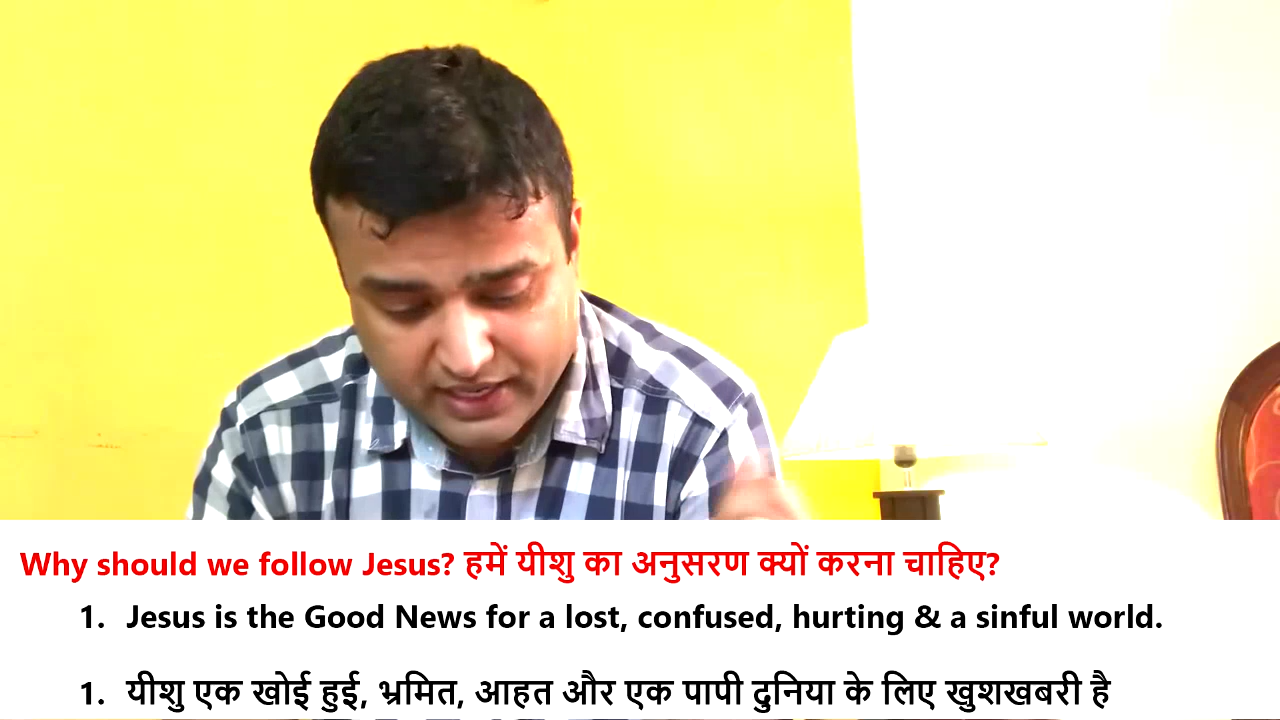 Why should we follow Jesus? हमें यीशु का अनुसरण क्यों करना चाहिए?
1. Jesus is the Good News for a lost, confused, hurting & a sinful world.
1. यीशु एक खोई हुई, भ्रमित, आहत और एक पापी दुनिया के लिए खुशखबरी है